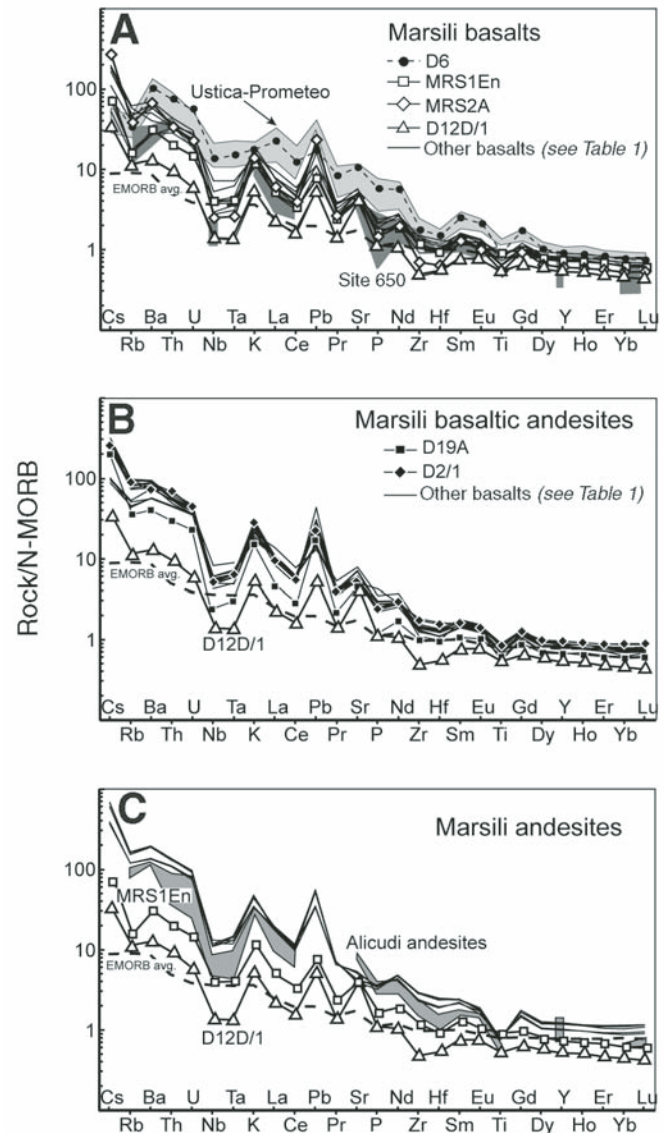 A
Marsili basalts
D6
MRS1En
MRS2A
D12D/1
Other basalts (see Table 1)
Ustica-Prometeo
EMORB avg.
Site 650
100
10
1
Cs Ba U Ta La Pb Sr Nd Hf Eu Gd Y Er Lu
Rb Th Nb K Ce Pr P Zr Sm Ti Dy Ho Yb
B
Marsili basaltic andesites
D19A
D2/1
Other basalts (see Table 1)
EMORB avg.
D12D/1
100
10
1
Rock/N-MORB
Cs Ba U Ta La Pb Sr Nd Hf Eu Gd Y Er Lu
Rb Th Nb K Ce Pr P Zr Sm Ti Dy Ho Yb
C
Marsili andesites
MRS1En
EMORB avg.
Alicudi andesites
D12D/1
100
10
1
Cs Ba U Ta La Pb Sr Nd Hf Eu Gd Y Er Lu
Rb Th Nb K Ce Pr P Zr Sm Ti Dy Ho Yb